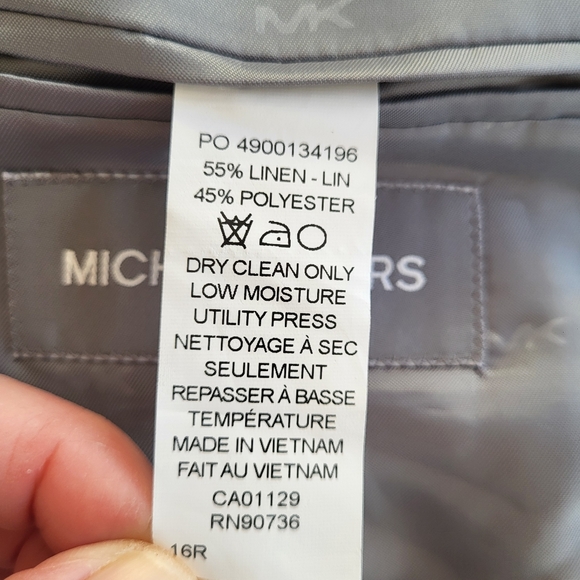 MK
PO 4900134196
55% LINEN - LIN
45% POLYESTER
MICH RS
DRY CLEAN ONLY
LOW MOISTURE
UTILITY PRESS
NETTOYAGE À SEC
SEULEMENT
REPASSER À BASSE
TEMPÉRATURE
MADE IN VIETNAM
FAIT AU VIETNAM
CA01129
RN90736
16R
MK